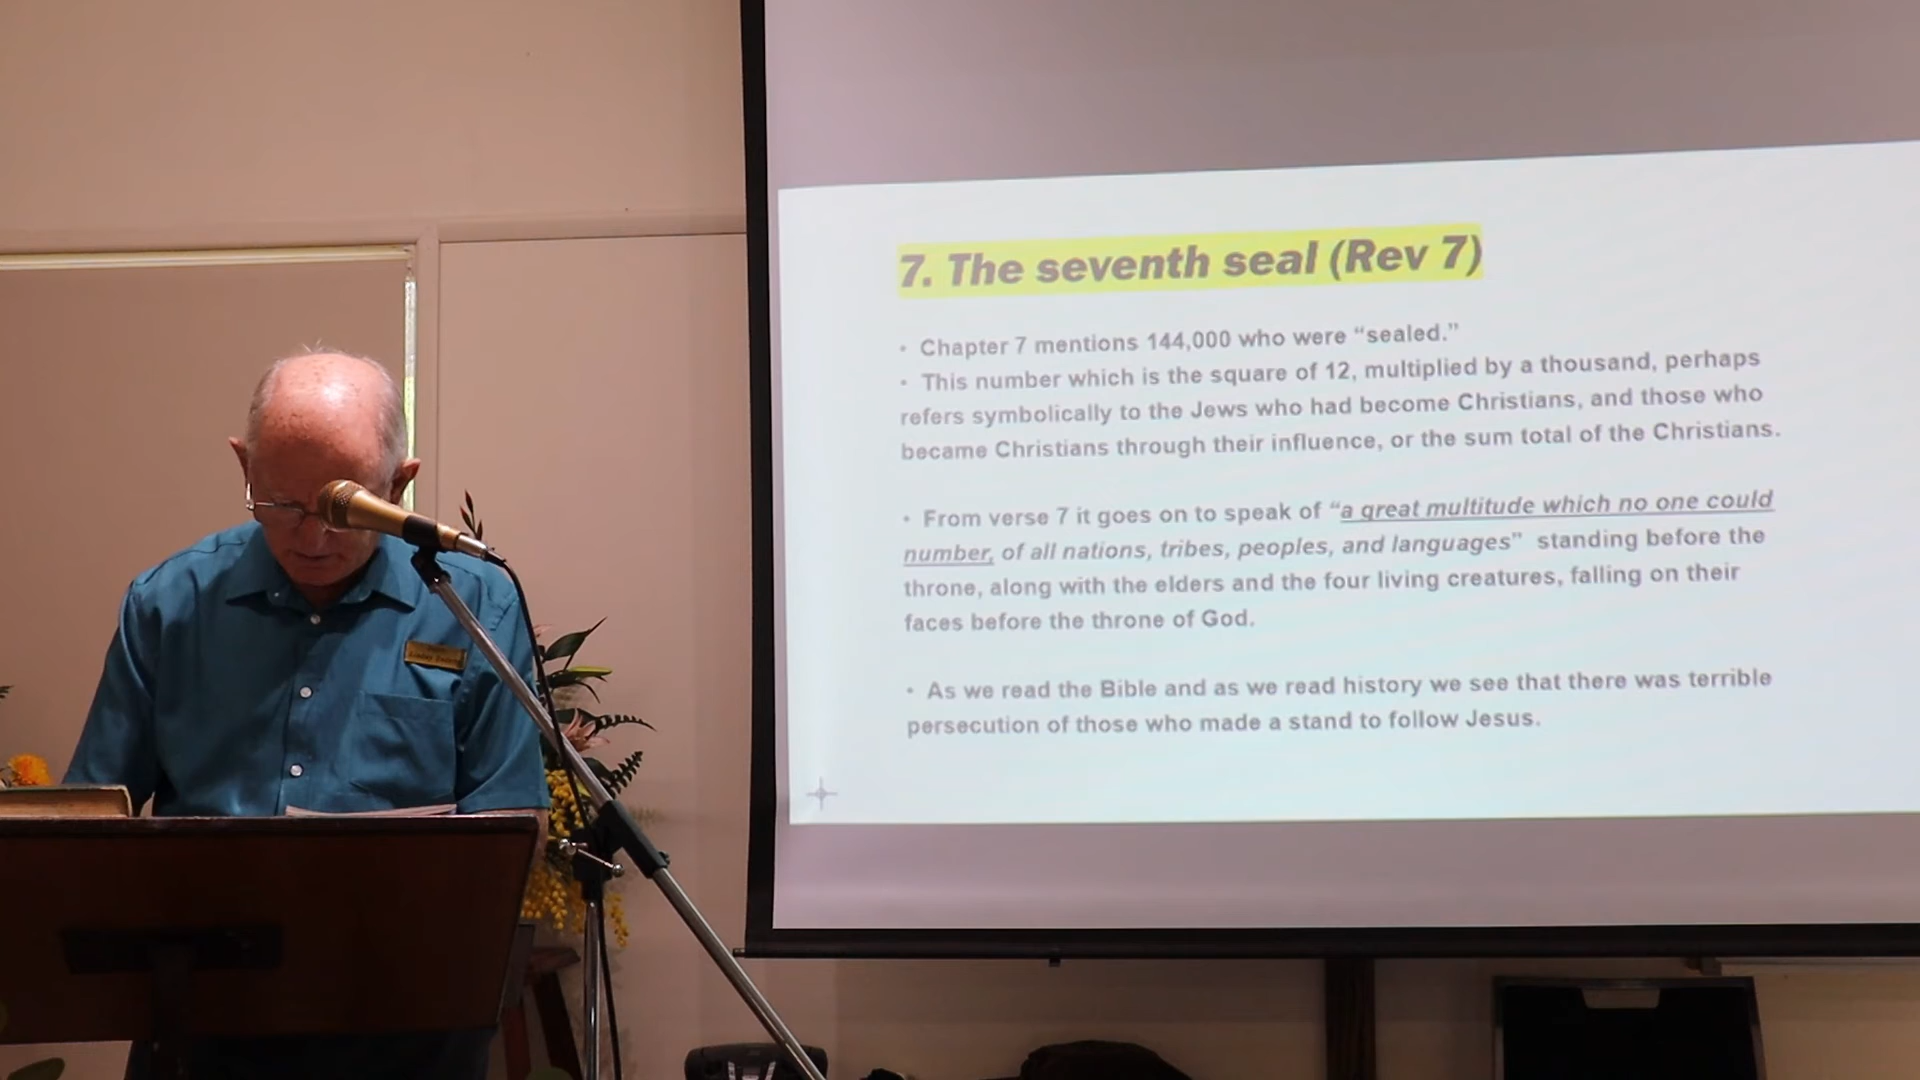 7. The seventh seal (Rev 7)
• Chapter 7 mentions 144,000 who were “sealed.”
• This number which is the square of 12, multiplied by a thousand, perhaps
refers symbolically to the Jews who had become Christians, and those who
became Christians through their influence, or the sum total of the Christians.
• From verse 7 it goes on to speak of “a great multitude which no one could
number, of all nations, tribes, peoples, and languages” standing before the
throne, along with the elders and the four living creatures, falling on their
faces before the throne of God.
• As we read the Bible and as we read history we see that there was terrible
persecution of those who made a stand to follow Jesus.